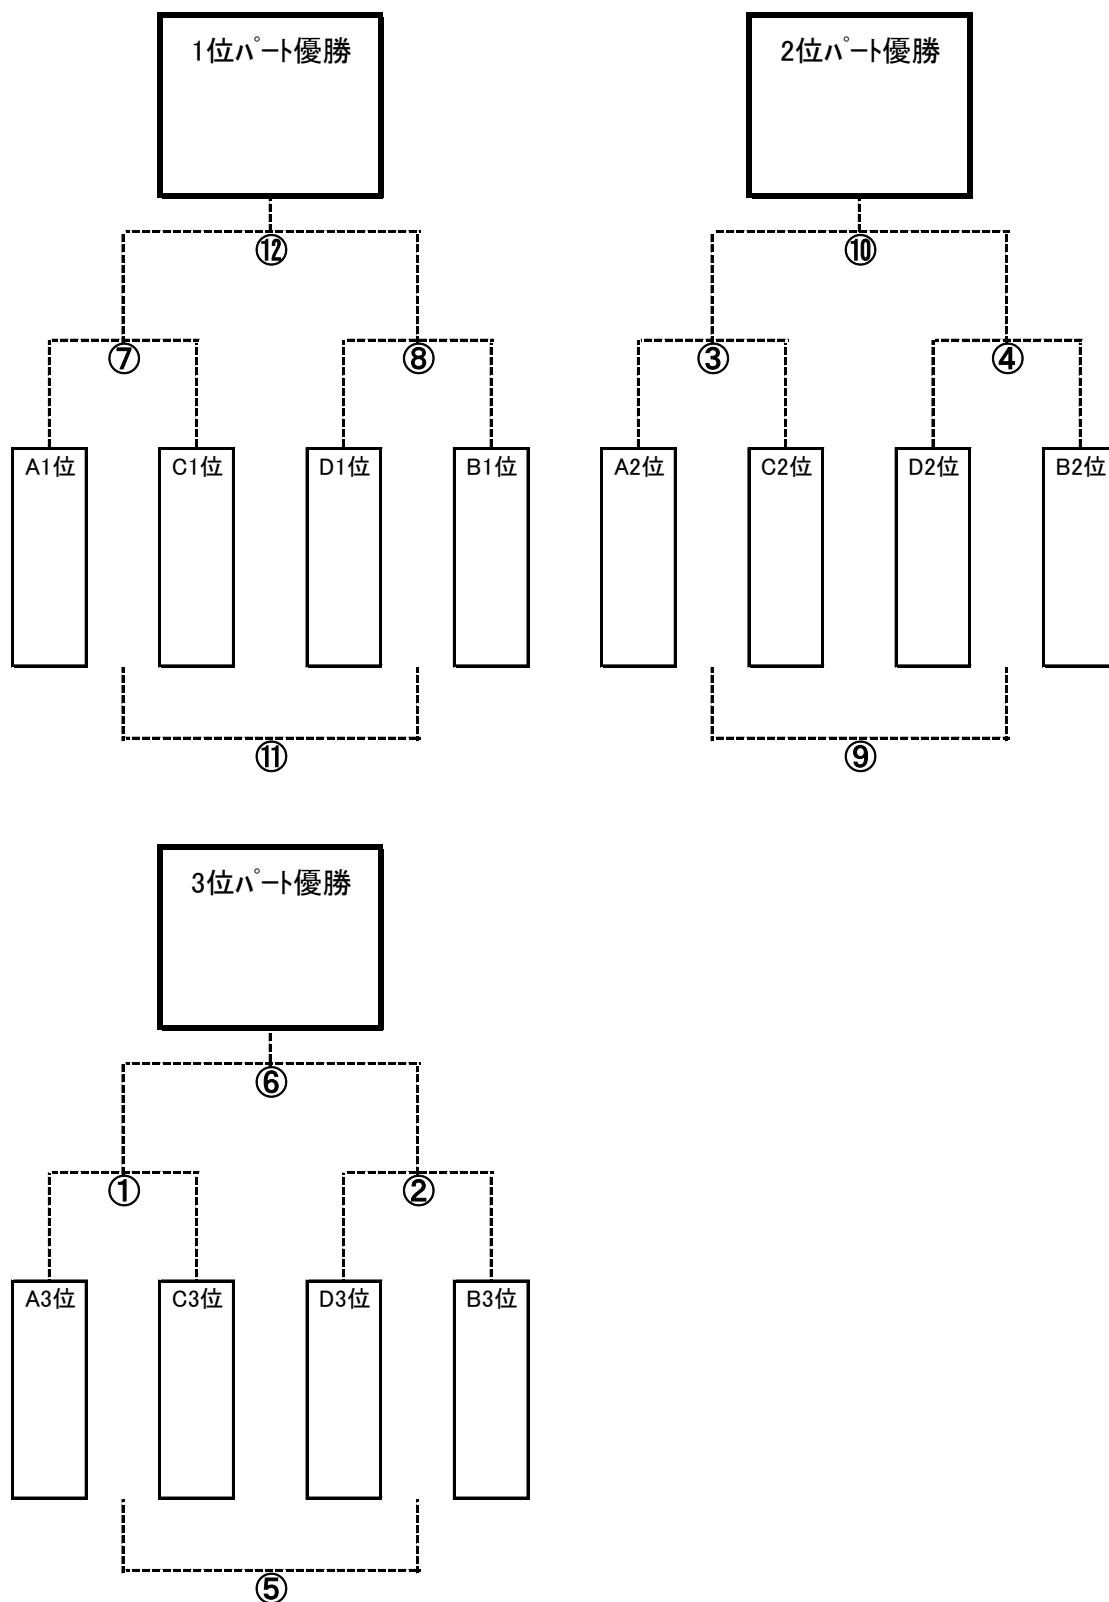 1位パート優勝
⑫
⑦ ⑧
A1位 C1位 D1位 B1位
⑪
2位パート優勝
⑩
③ ④
A2位 C2位 D2位 B2位
⑨
3位パート優勝
⑥
① ②
A3位 C3位 D3位 B3位
⑤